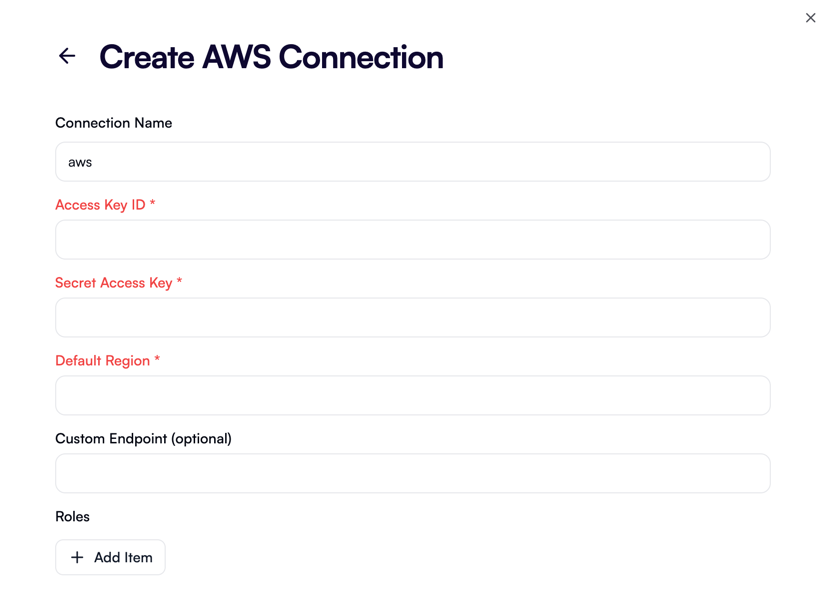 Create AWS Connection
Connection Name
aws
Access Key ID *
Secret Access Key *
Default Region *
Custom Endpoint (optional)
Roles
Add Item